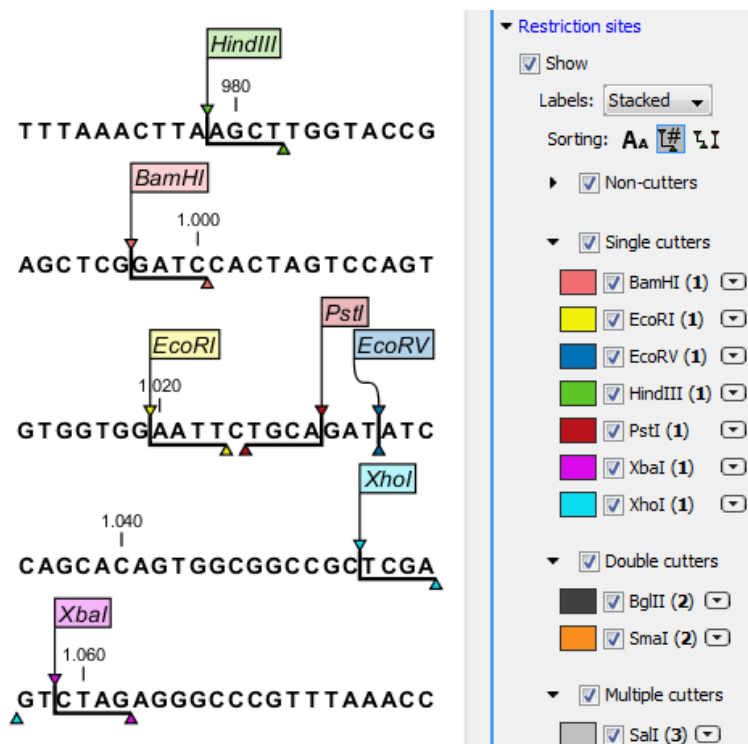 HindIII
980
TTTAAACTTAAGCTTGGTACCG
BamHI
1.000
AGCTCGGATCCACTAGTCCAGT
PstI
EcoRI
EcoRV
1.020
GTGGTGGAATTCTGCAGATATC
XhoI
1.040
CAGCACAGTGGCGGCCGCTCGA
XbaI
1.060
GTCTAGAGGGCCCGTTTAAACC
Restriction sites
Show
Labels: Stacked
Sorting: AA # I
Non-cutters
Single cutters
BamHI (1)
EcoRI (1)
EcoRV (1)
HindIII (1)
PstI (1)
XbaI (1)
XhoI (1)
Double cutters
BglII (2)
SmaI (2)
Multiple cutters
SalI (3)